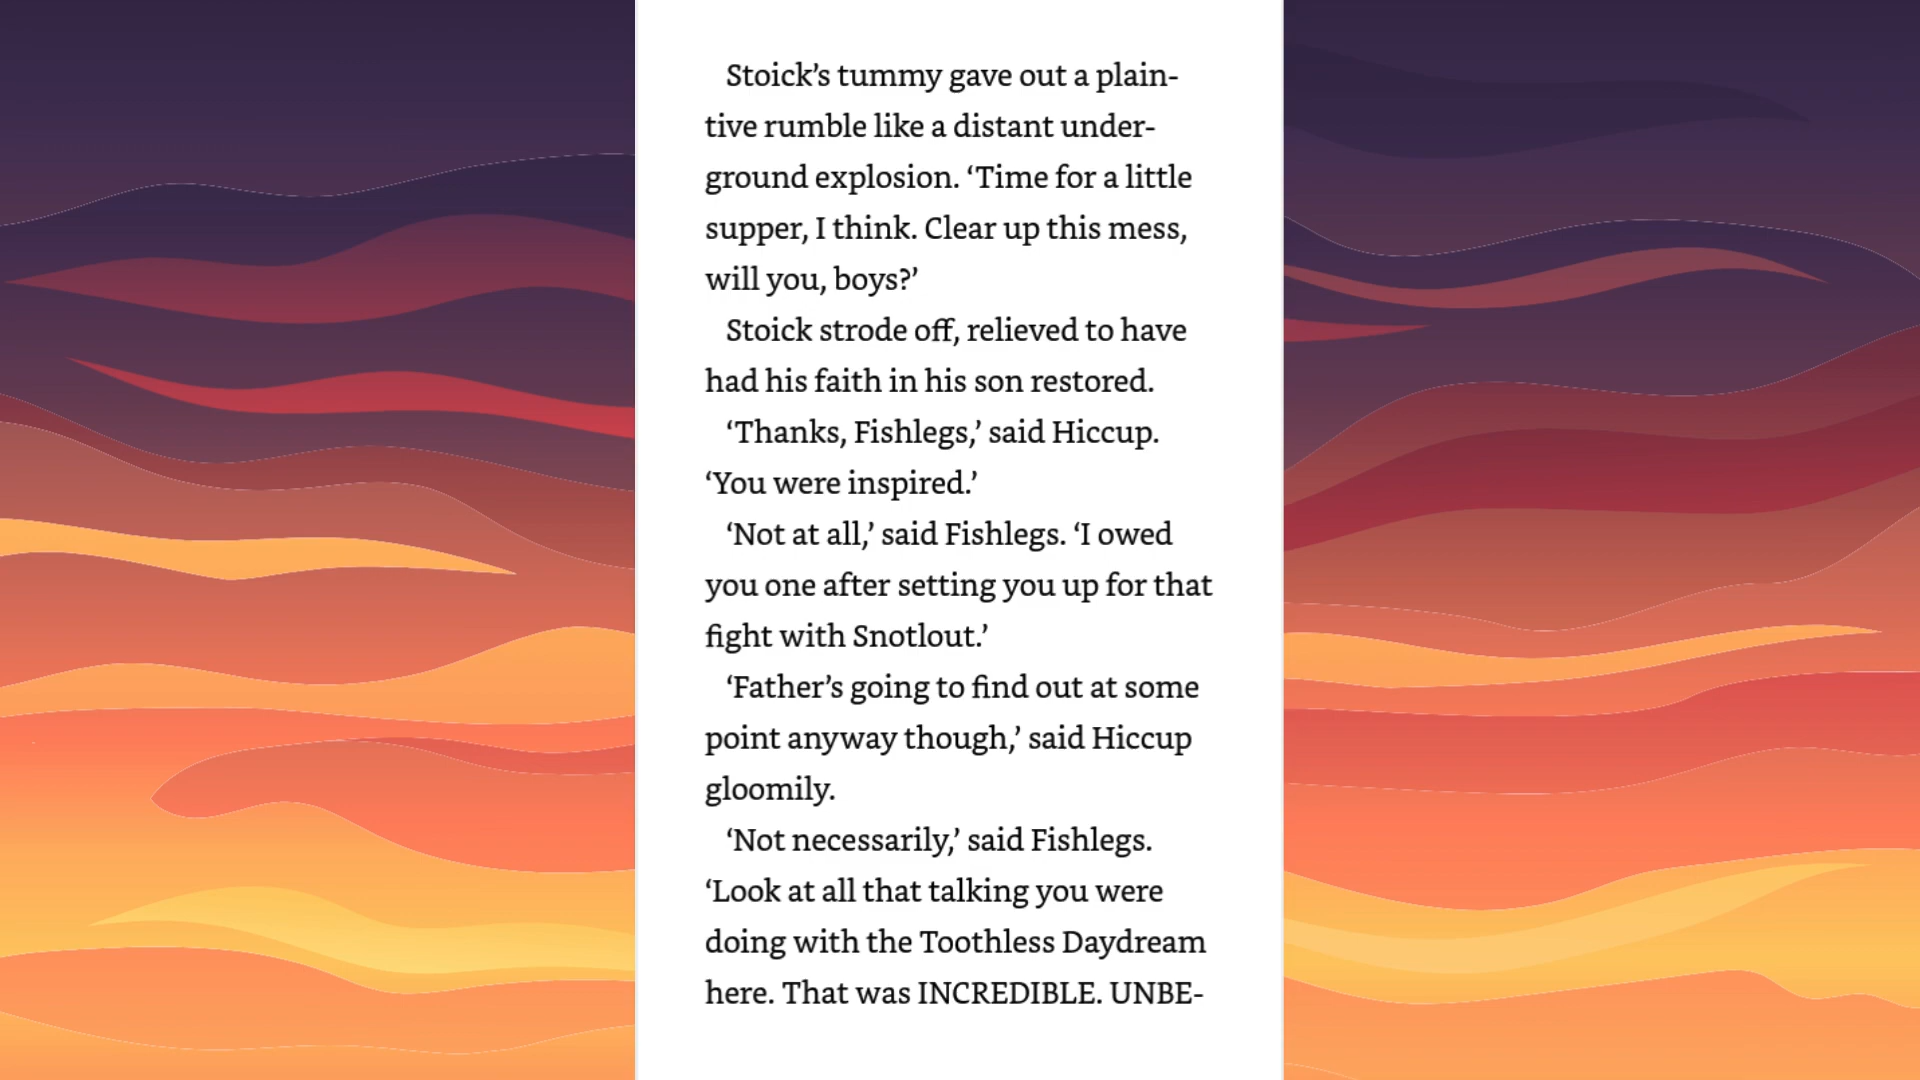 Stoick’s tummy gave out a plain-
tive rumble like a distant under-
ground explosion. ‘Time for a little
supper, I think. Clear up this mess,
will you, boys?’
Stoick strode off, relieved to have
had his faith in his son restored.
‘Thanks, Fishlegs,’ said Hiccup.
‘You were inspired.’
‘Not at all,’ said Fishlegs. ‘I owed
you one after setting you up for that
fight with Snotlout.’
‘Father’s going to find out at some
point anyway though,’ said Hiccup
gloomily.
‘Not necessarily,’ said Fishlegs.
‘Look at all that talking you were
doing with the Toothless Daydream
here. That was INCREDIBLE. UNBE-